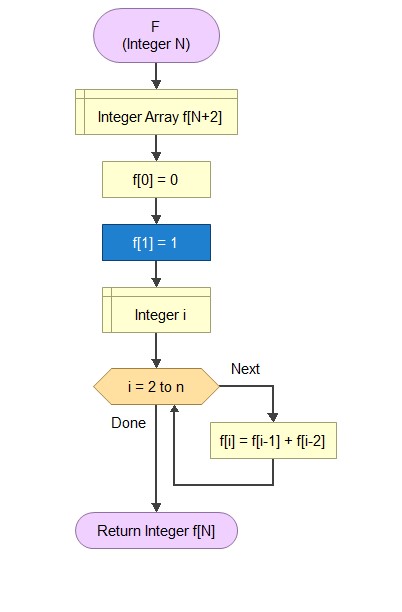 F
(Integer N)
Integer Array f[N+2]
f[0] = 0
f[1] = 1
Integer i
i = 2 to n
Next
Done
f[i] = f[i-1] + f[i-2]
Return Integer f[N]